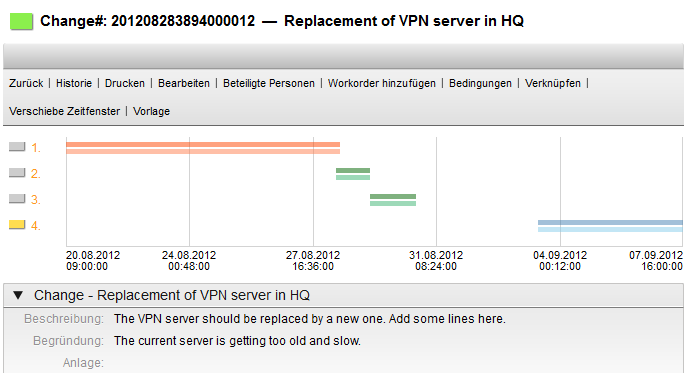 Change#: 201208283894000012 — Replacement of VPN server in HQ
Zurück | Historie | Drucken | Bearbeiten | Beteiligte Personen | Workorder hinzufügen | Bedingungen | Verknüpfen |
Verschiebe Zeitfenster | Vorlage
1.
2.
3.
4.
20.08.2012 24.08.2012 27.08.2012 31.08.2012 04.09.2012 07.09.2012
09:00:00 00:48:00 16:36:00 08:24:00 00:12:00 16:00:00
▼ Change - Replacement of VPN server in HQ
Beschreibung: The VPN server should be replaced by a new one. Add some lines here.
Begründung: The current server is getting too old and slow.
Anlage: